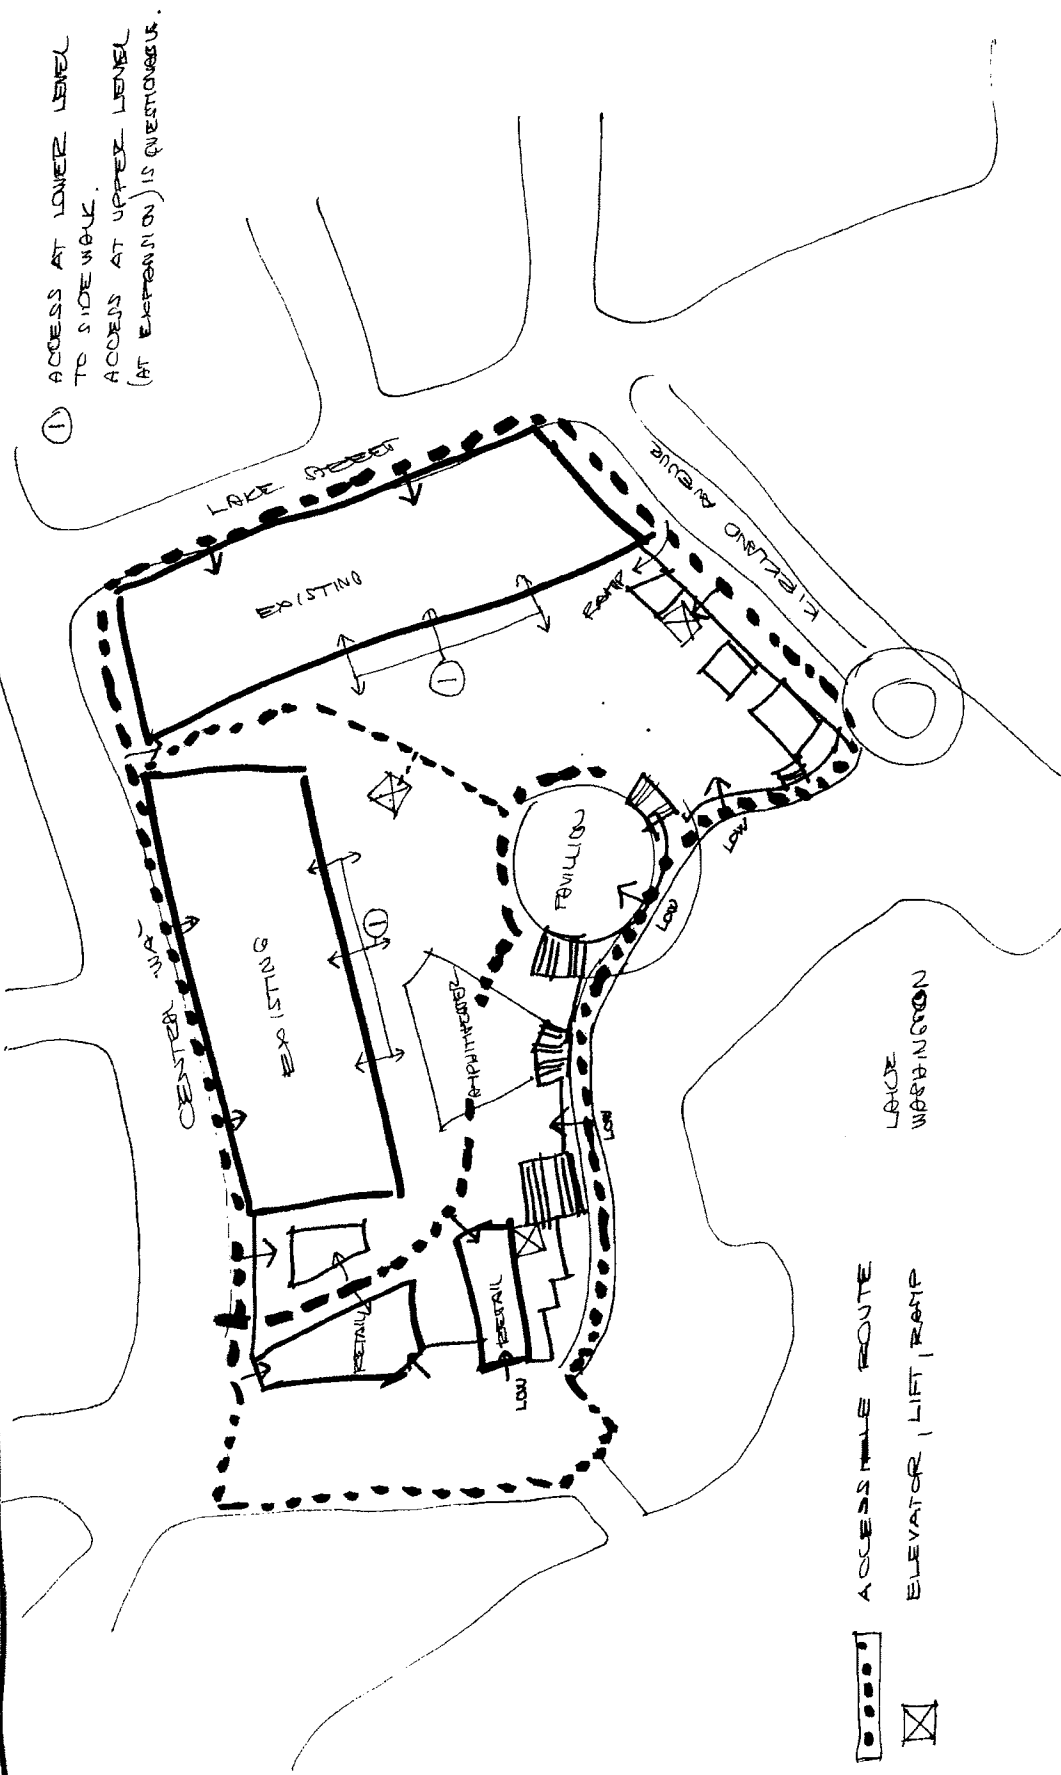 ① ACCESS AT LOWER LEVEL
TO SIDEWALK.
ACCESS AT UPPER LEVEL
(AT EXPANSION) IS QUESTIONABLE.
LAKE STREET
KIRKLAND AVENUE
CENTRAL WAY
EXISTING
EXISTING
①
①
RAMP
PAVILLION
AMPHITHEATER
RETAIL
RETAIL
LOW
LOW
LOW
LOW
LAKE
WASHINGTON
ACCESSIBLE ROUTE
ELEVATOR, LIFT, RAMP